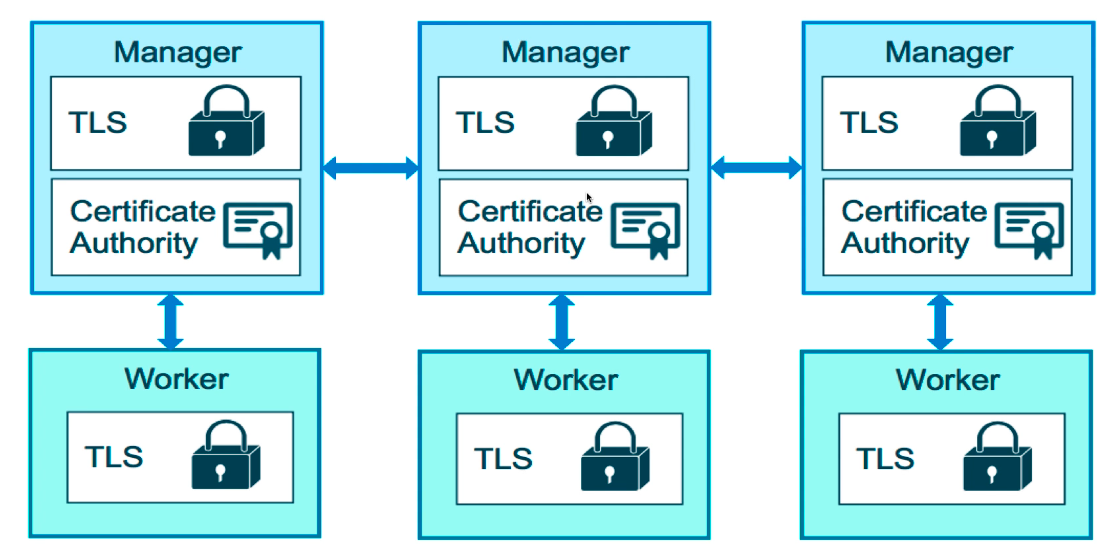 Manager
TLS
Certificate
Authority
Manager
TLS
Certificate
Authority
Manager
TLS
Certificate
Authority
Worker
TLS
Worker
TLS
Worker
TLS